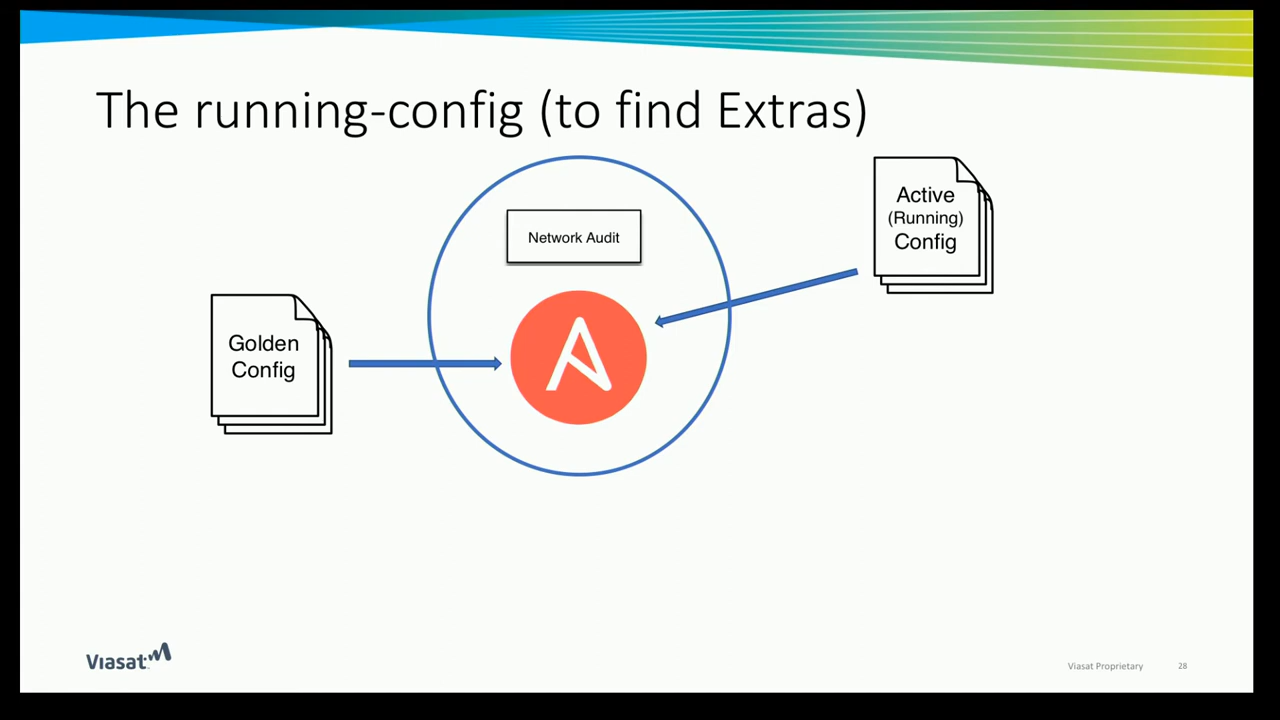 The running-config (to find Extras)
Network Audit
Active
(Running)
Config
Golden
Config
Viasat
Viasat Proprietary
28